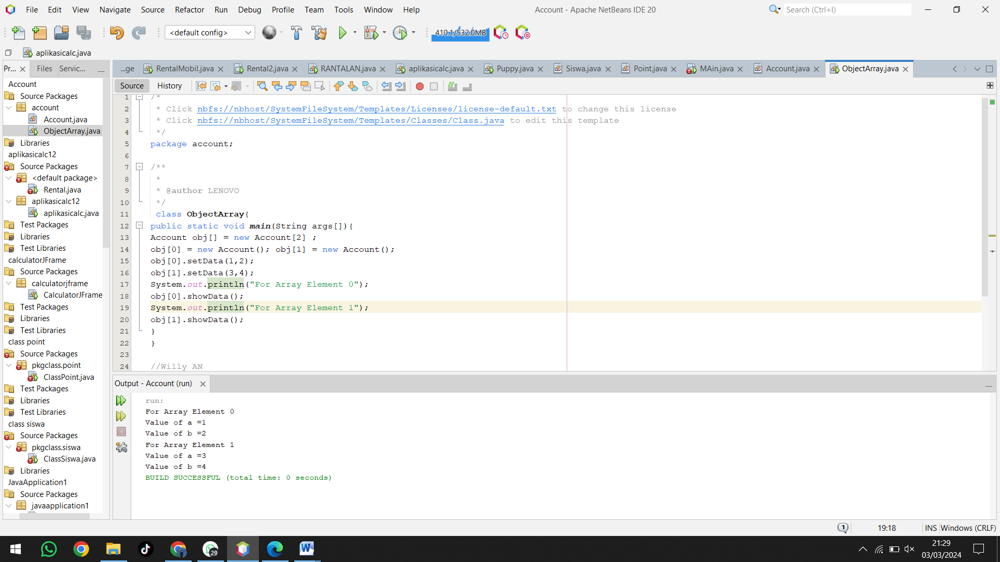 File Edit View Navigate Source Refactor Run Debug Profile Team Tools Window Help
Account - Apache NetBeans IDE 20
Search (Ctrl+I)
<default config>
410.1/532.0MB
aplikasicalc.java
Pr... Files Servic...
...ge RentalMobil.java Rental2.java RANTALAN.java aplikasicalc.java Puppy.java Siswa.java Point.java MAin.java Account.java ObjectArray.java
Source History
Account
Source Packages
account
Account.java
ObjectArray.java
Libraries
aplikasicalc12
Source Packages
<default package>
Rental.java
aplikasicalc12
aplikasicalc.java
Test Packages
Libraries
Test Libraries
calculatorJFrame
Source Packages
calculatorjframe
CalculatorJFrame
Test Packages
Libraries
Test Libraries
class point
Source Packages
pkgclass.point
ClassPoint.java
Test Packages
Libraries
Test Libraries
class siswa
Source Packages
pkgclass.siswa
ClassSiswa.java
Libraries
JavaApplication1
Source Packages
javaapplication1
1 /*
2 * Click nbfs://nbhost/SystemFileSystem/Templates/Licenses/license-default.txt to change this license
3 * Click nbfs://nbhost/SystemFileSystem/Templates/Classes/Class.java to edit this template
4 */
5 package account;
6
7 /**
8 *
9 * @author LENOVO
10 */
11 class ObjectArray{
12 public static void main(String args[]){
13 Account obj[] = new Account[2] ;
14 obj[0] = new Account(); obj[1] = new Account();
15 obj[0].setData(1,2);
16 obj[1].setData(3,4);
17 System.out.println("For Array Element 0");
18 obj[0].showData();
19 System.out.println("For Array Element 1");
20 obj[1].showData();
21 }
22 }
23
24 //Willy AN
Output - Account (run)
run:
For Array Element 0
Value of a =1
Value of b =2
For Array Element 1
Value of a =3
Value of b =4
BUILD SUCCESSFUL (total time: 0 seconds)
1
19:18 INS Windows (CRLF)
29
21:29
03/03/2024